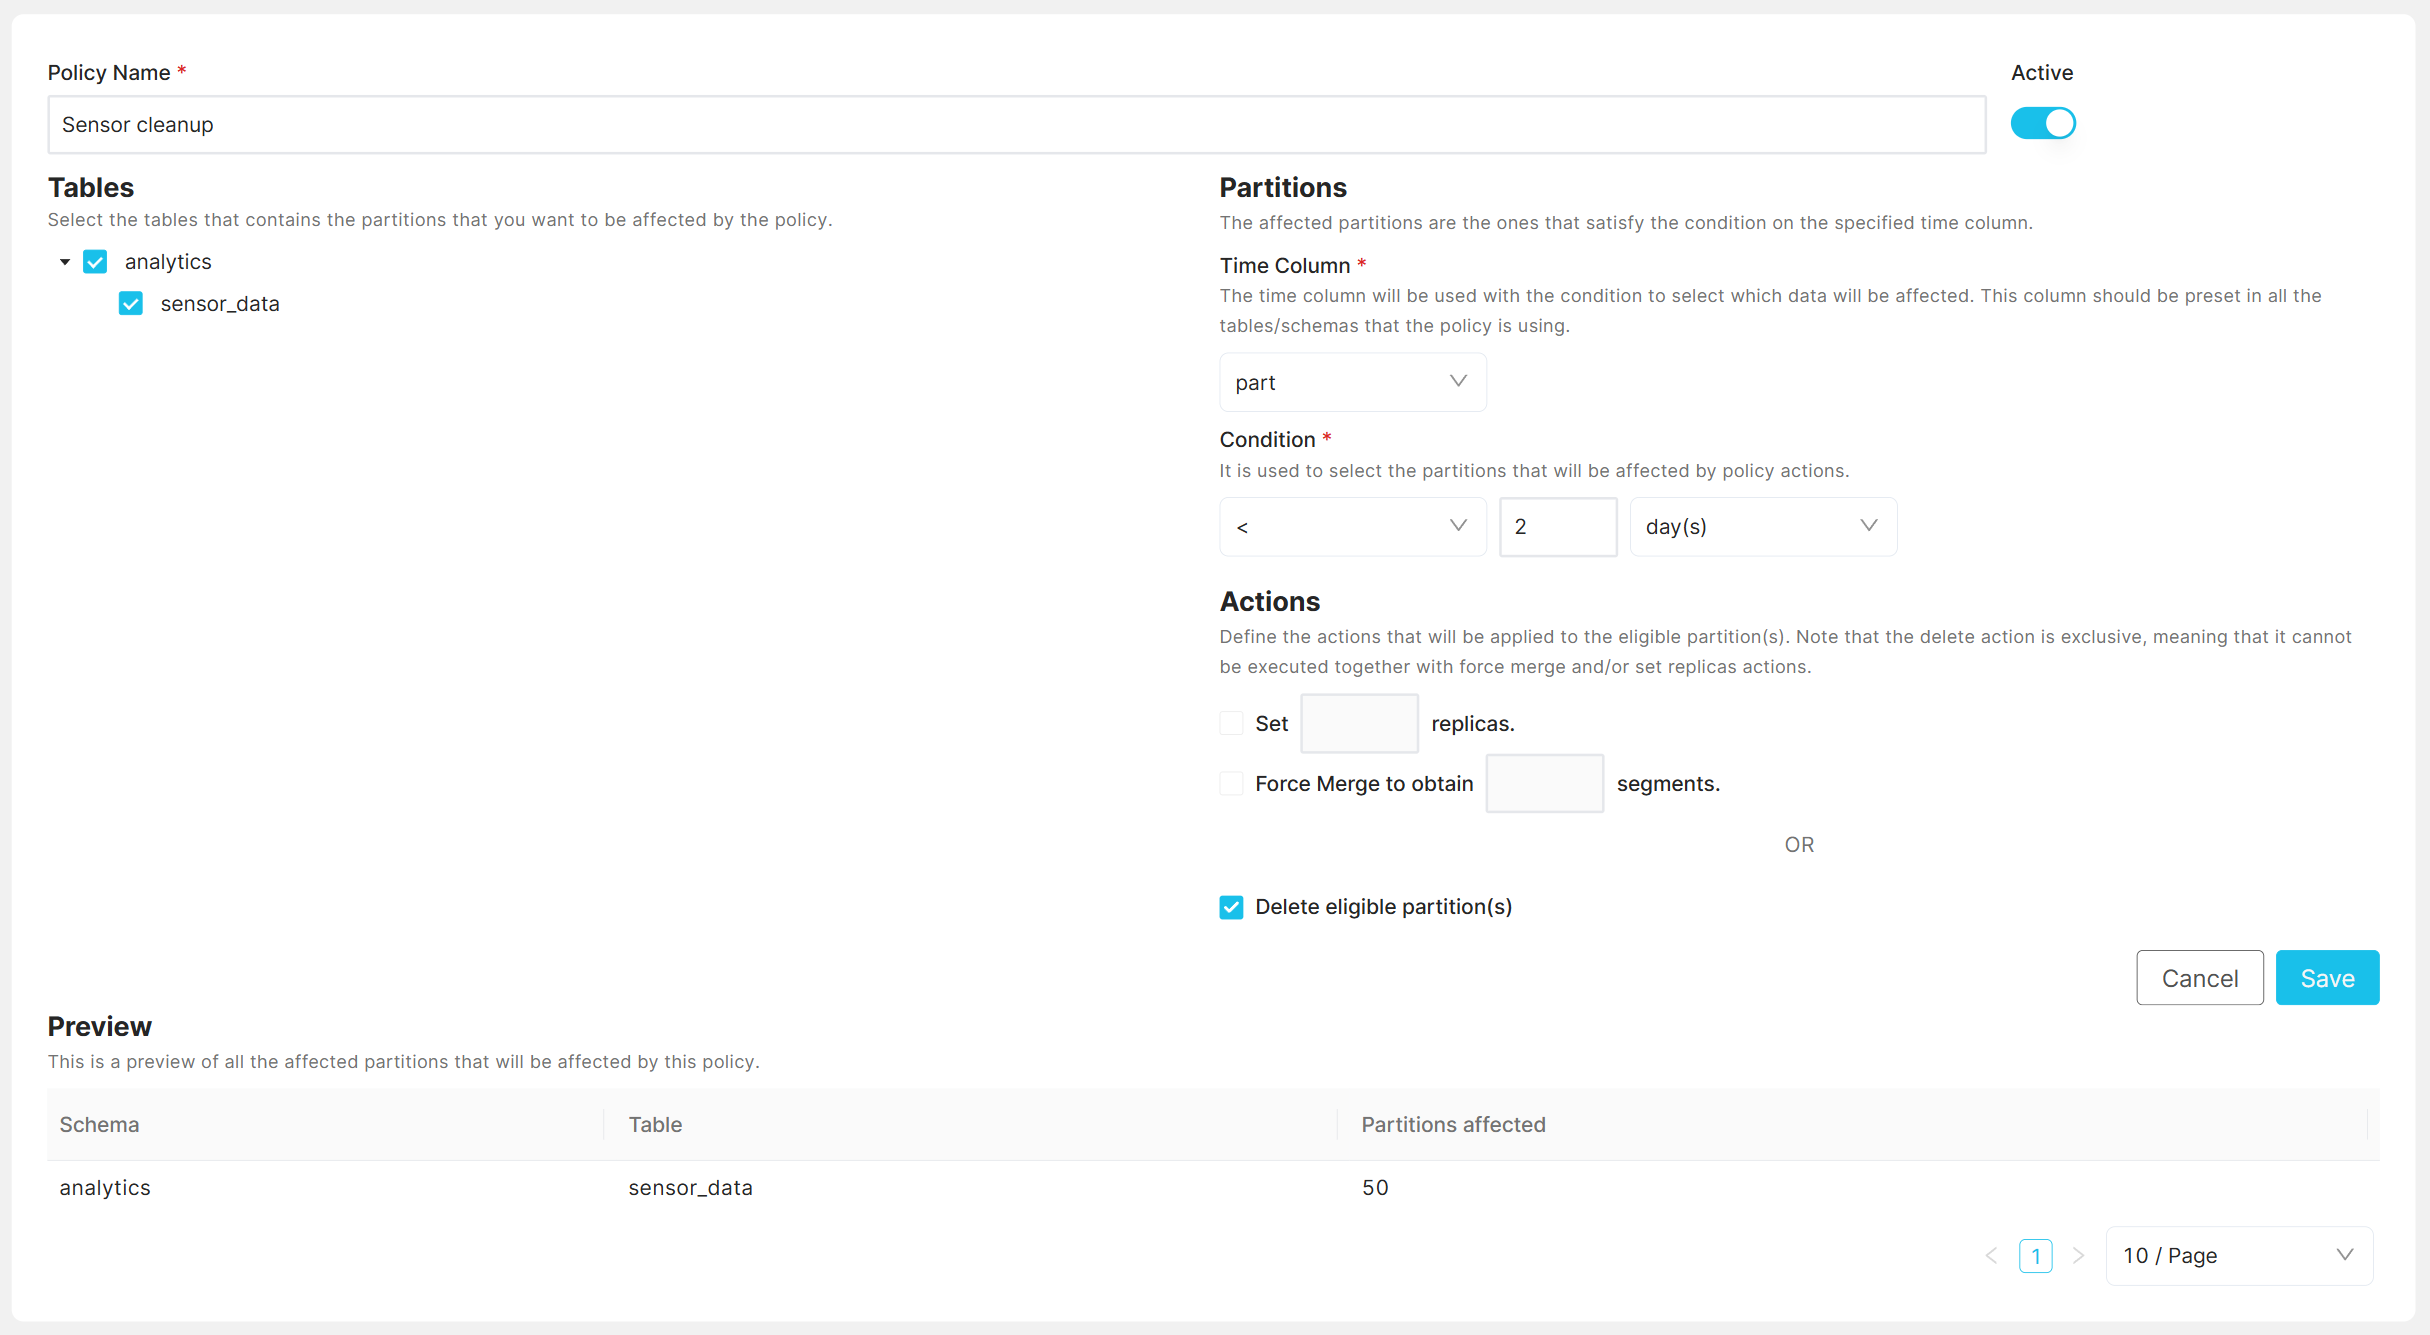 Policy Name *
Active
Sensor cleanup
Tables
Select the tables that contains the partitions that you want to be affected by the policy.
analytics
sensor_data
Partitions
The affected partitions are the ones that satisfy the condition on the specified time column.
Time Column *
The time column will be used with the condition to select which data will be affected. This column should be preset in all the
tables/schemas that the policy is using.
part
Condition *
It is used to select the partitions that will be affected by policy actions.
< 2 day(s)
Actions
Define the actions that will be applied to the eligible partition(s). Note that the delete action is exclusive, meaning that it cannot
be executed together with force merge and/or set replicas actions.
Set replicas.
Force Merge to obtain segments.
OR
Delete eligible partition(s)
Cancel Save
Preview
This is a preview of all the affected partitions that will be affected by this policy.
Schema Table Partitions affected
analytics sensor_data 50
< 1 > 10 / Page